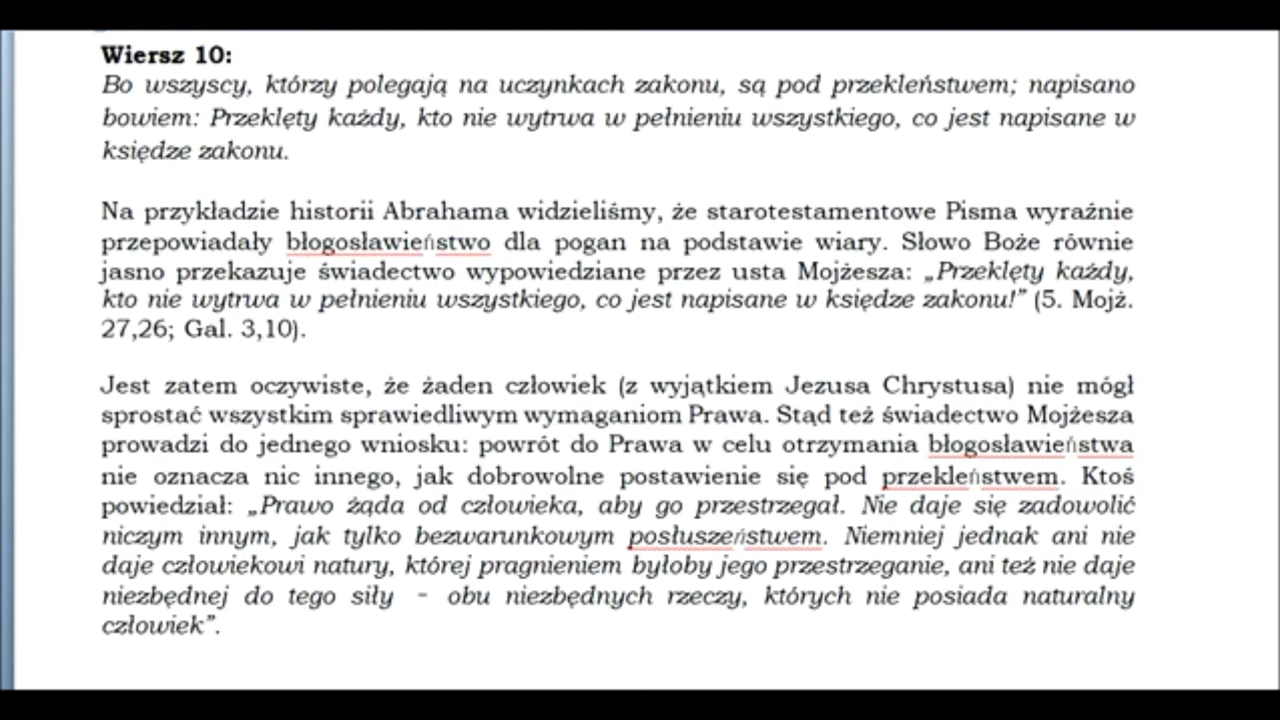 Wiersz 10:
Bo wszyscy, którzy polegają na uczynkach zakonu, są pod przekleństwem; napisano
bowiem: Przeklęty każdy, kto nie wytrwa w pełnieniu wszystkiego, co jest napisane w
księdze zakonu.
Na przykładzie historii Abrahama widzieliśmy, że starotestamentowe Pisma wyraźnie
przepowiadały błogosławieństwo dla pogan na podstawie wiary. Słowo Boże równie
jasno przekazuje świadectwo wypowiedziane przez usta Mojżesza: „Przeklęty każdy,
kto nie wytrwa w pełnieniu wszystkiego, co jest napisane w księdze zakonu!” (5. Mojż.
27,26; Gal. 3,10).
Jest zatem oczywiste, że żaden człowiek (z wyjątkiem Jezusa Chrystusa) nie mógł
sprostać wszystkim sprawiedliwym wymaganiom Prawa. Stąd też świadectwo Mojżesza
prowadzi do jednego wniosku: powrót do Prawa w celu otrzymania błogosławieństwa
nie oznacza nic innego, jak dobrowolne postawienie się pod przekleństwem. Ktoś
powiedział: „Prawo żąda od człowieka, aby go przestrzegał. Nie daje się zadowolić
niczym innym, jak tylko bezwarunkowym posłuszeństwem. Niemniej jednak ani nie
daje człowiekowi natury, której pragnieniem byłoby jego przestrzeganie, ani też nie daje
niezbędnej do tego siły - obu niezbędnych rzeczy, których nie posiada naturalny
człowiek”.